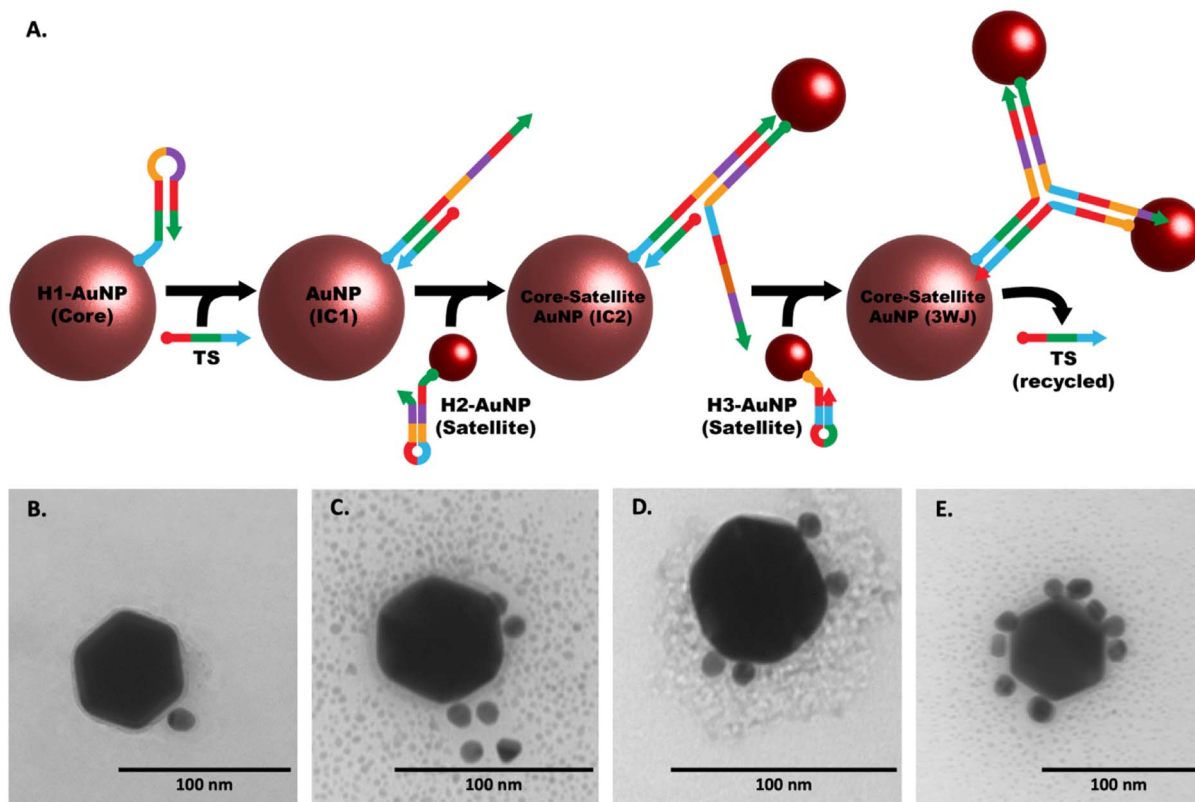 A.
H1-AuNP
(Core)
TS
AuNP
(IC1)
H2-AuNP
(Satellite)
Core-Satellite
AuNP (IC2)
H3-AuNP
(Satellite)
Core-Satellite
AuNP (3WJ)
TS
(recycled)
B.
100 nm
C.
100 nm
D.
100 nm
E.
100 nm